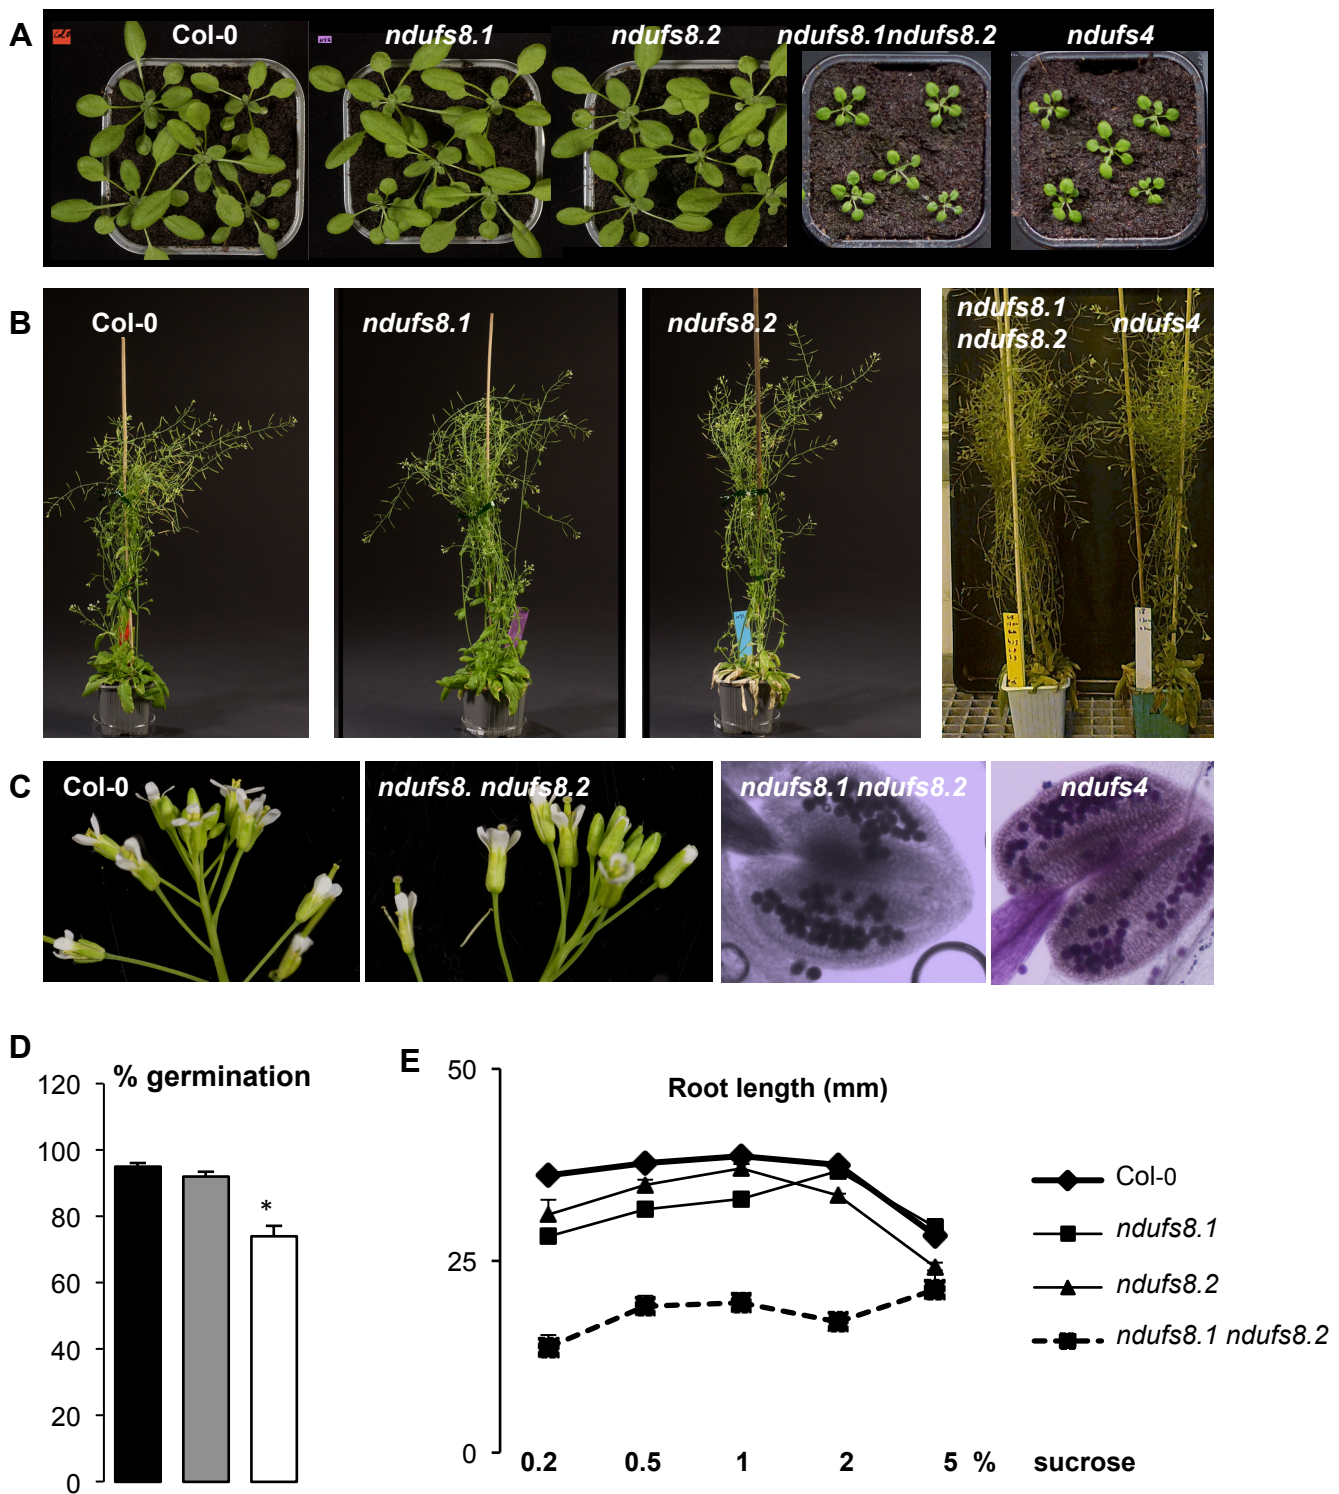 A
Col-0
ndufs8.1
ndufs8.2
ndufs8.1ndufs8.2
ndufs4
B
Col-0
ndufs8.1
ndufs8.2
ndufs8.1
ndufs8.2
ndufs4
C
Col-0
ndufs8. ndufs8.2
ndufs8.1 ndufs8.2
ndufs4
D
% germination
120
100
80
60
40
20
0
*
E
Root length (mm)
50
25
0
0.2 0.5 1 2 5 % sucrose
Col-0
ndufs8.1
ndufs8.2
ndufs8.1 ndufs8.2